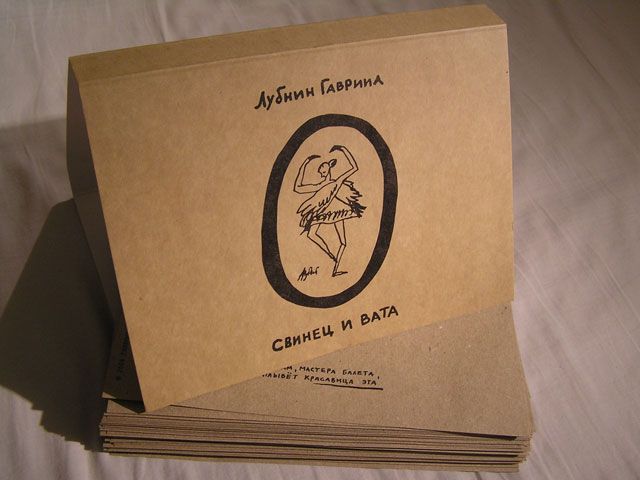 Лубнин Гаврила
СВИНЕЦ И ВАТА
, МАСТЕРА БАЛЕТА,
КРАСАВИЦА ЭТА